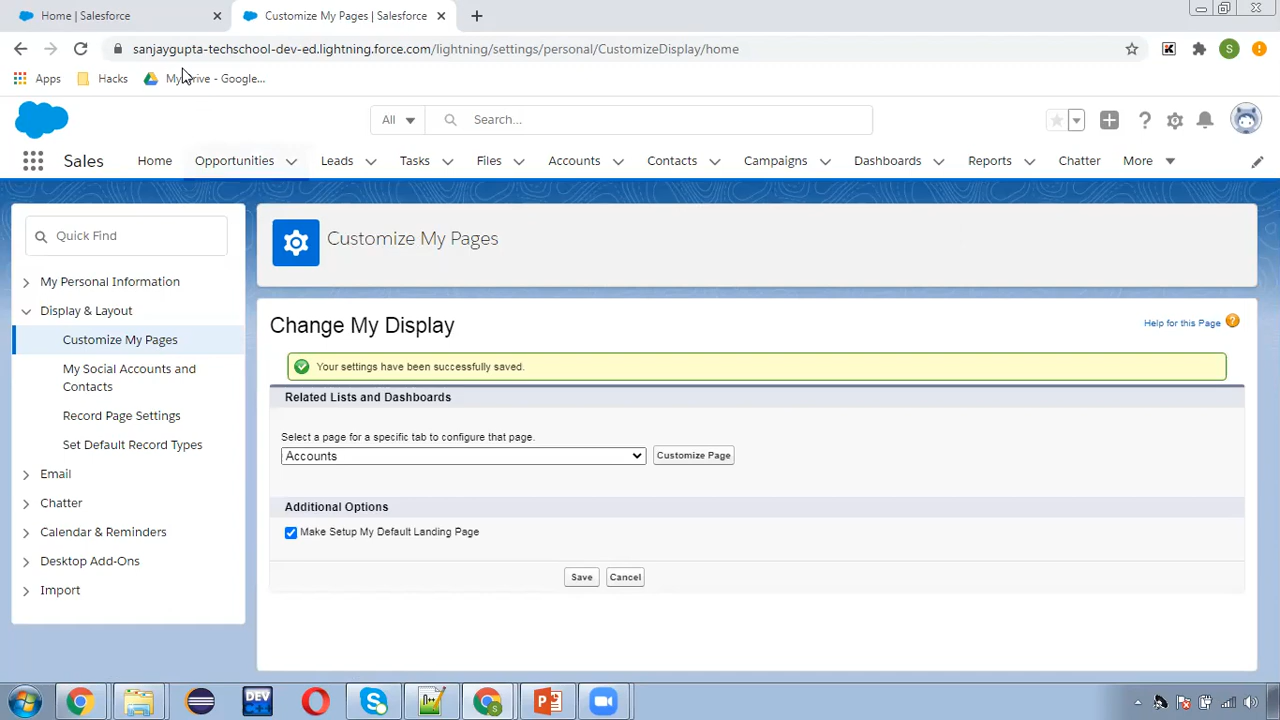 Home | Salesforce
Customize My Pages | Salesforce
sanjaygupta-techschool-dev-ed.lightning.force.com/lightning/settings/personal/CustomizeDisplay/home
S
Apps
Hacks
My Drive - Google...
All
Search...
Sales
Home
Opportunities
Leads
Tasks
Files
Accounts
Contacts
Campaigns
Dashboards
Reports
Chatter
More
Quick Find
My Personal Information
Display & Layout
Customize My Pages
My Social Accounts and
Contacts
Record Page Settings
Set Default Record Types
Email
Chatter
Calendar & Reminders
Desktop Add-Ons
Import
Customize My Pages
Change My Display
Help for this Page
Your settings have been successfully saved.
Related Lists and Dashboards
Select a page for a specific tab to configure that page.
Accounts
Customize Page
Additional Options
Make Setup My Default Landing Page
Save
Cancel
DEV
C++